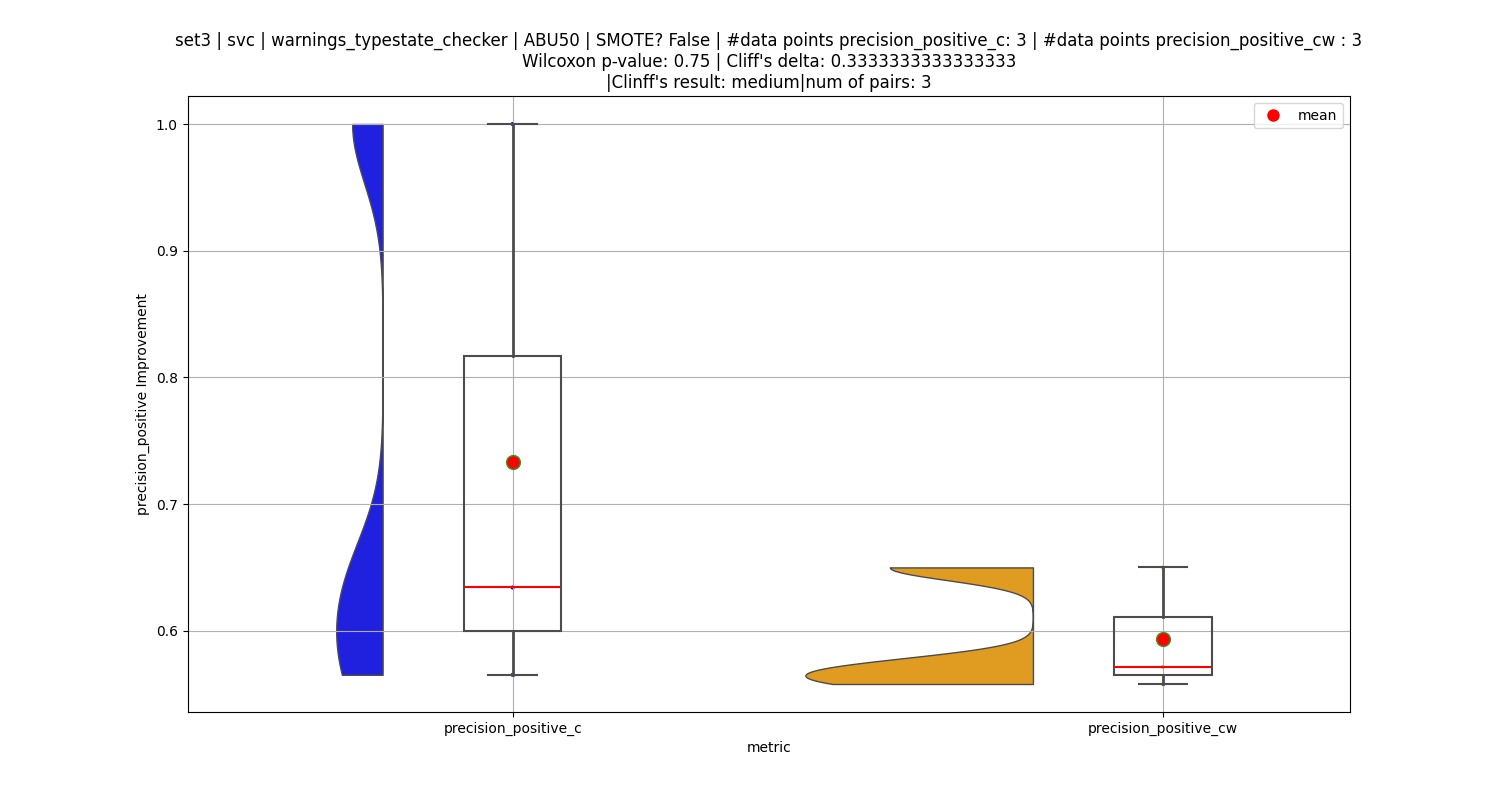 set3 | svc | warnings_typestate_checker | ABU50 | SMOTE? False | #data points precision_positive_c: 3 | #data points precision_positive_cw : 3
Wilcoxon p-value: 0.75 | Cliff's delta: 0.3333333333333333
|Clinff's result: medium|num of pairs: 3
mean
1.0
0.9
0.8
0.7
0.6
precision_positive Improvement
precision_positive_c
precision_positive_cw
metric